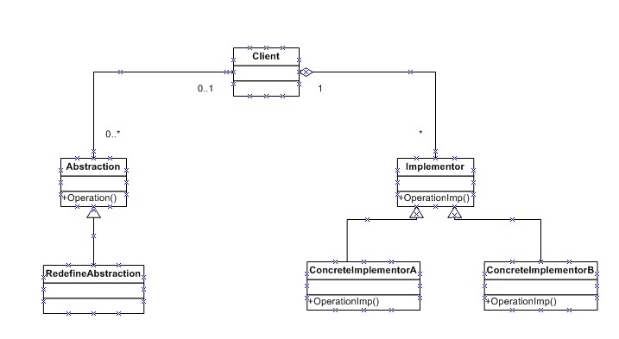 Client
0..1
1
0..*
*
Abstraction
+Operation()
Implementor
+OperationImp()
RedefineAbstraction
ConcreteImplementorA
+OperationImp()
ConcreteImplementorB
+OperationImp()